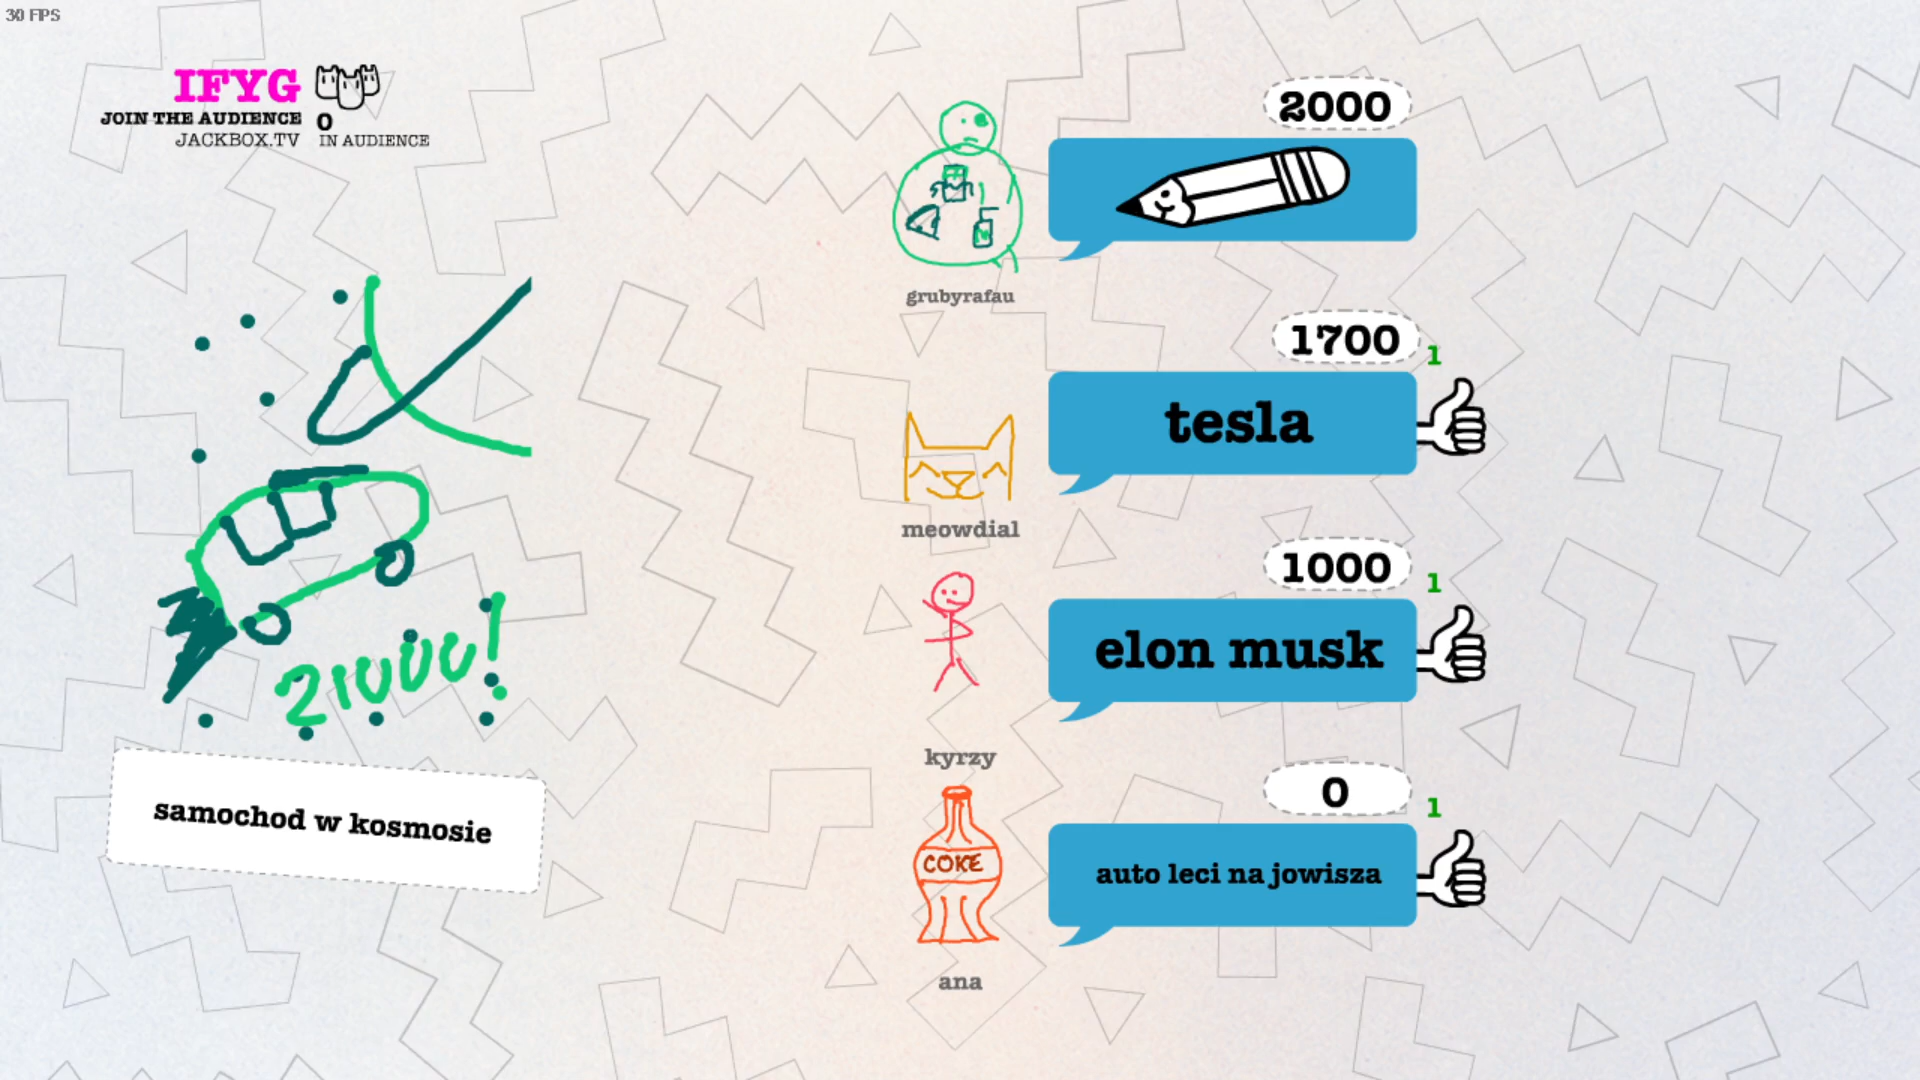 30 FPS
IFYG
JOIN THE AUDIENCE
JACKBOX.TV
0
IN AUDIENCE
21000!
samochod w kosmosie
2000
grubyrafau
1700
1
tesla
meowdial
1000
1
elon musk
kyrzy
0
1
auto leci na jowisza
COKE
ana